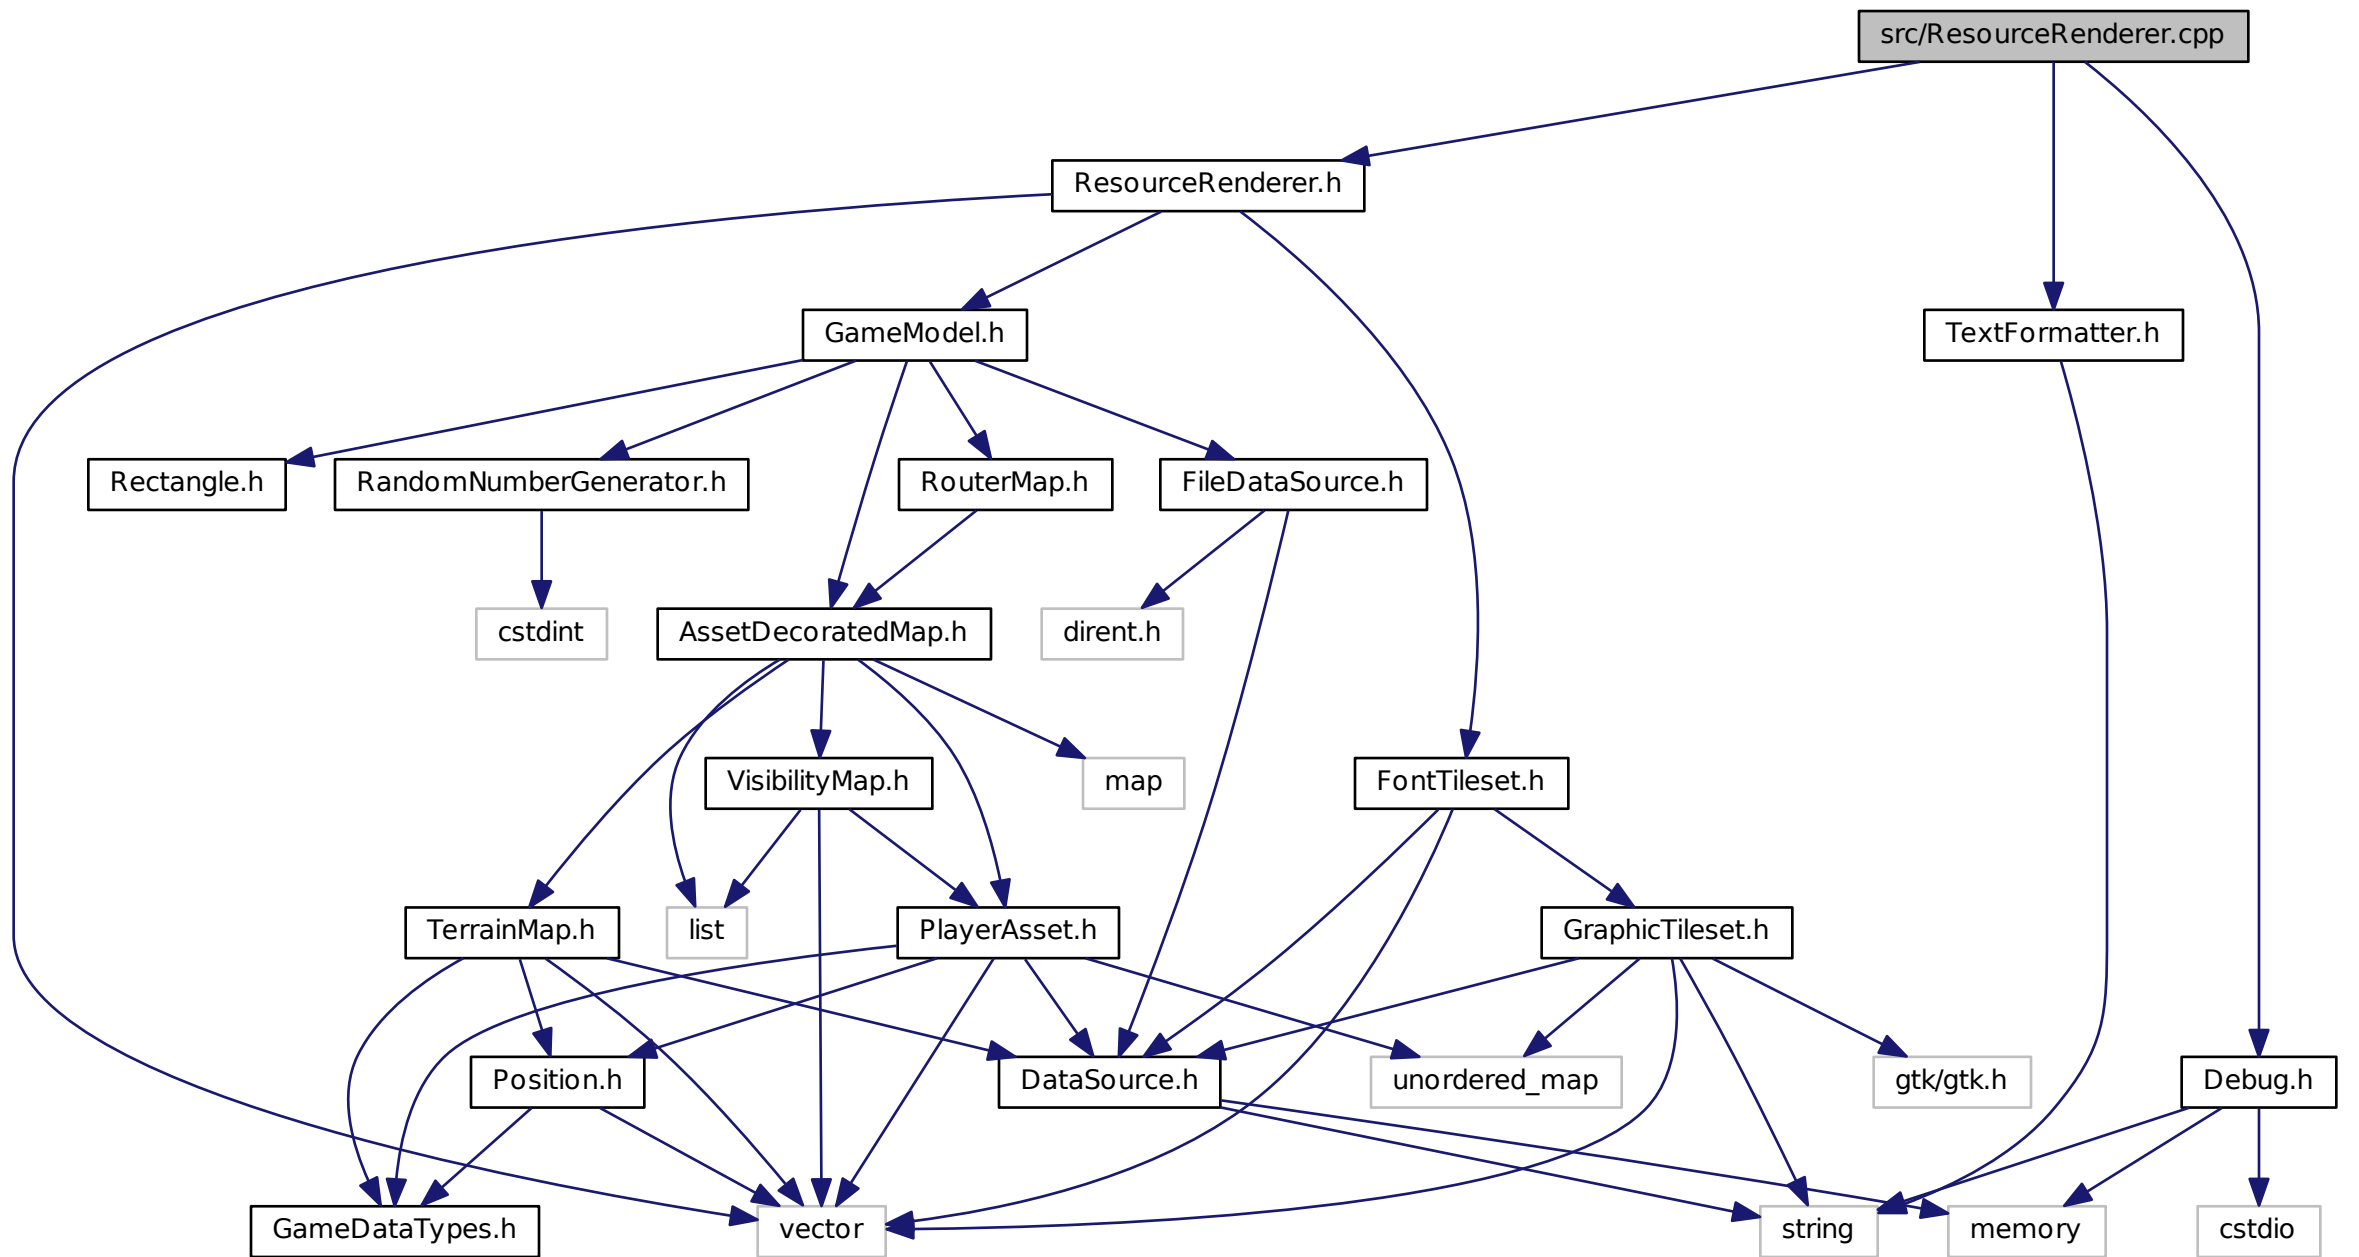 src/ResourceRenderer.cpp
ResourceRenderer.h
GameModel.h
TextFormatter.h
Rectangle.h
RandomNumberGenerator.h
RouterMap.h
FileDataSource.h
cstdint
AssetDecoratedMap.h
dirent.h
VisibilityMap.h
map
FontTileset.h
TerrainMap.h
list
PlayerAsset.h
GraphicTileset.h
Position.h
DataSource.h
unordered_map
gtk/gtk.h
Debug.h
GameDataTypes.h
vector
string
memory
cstdio